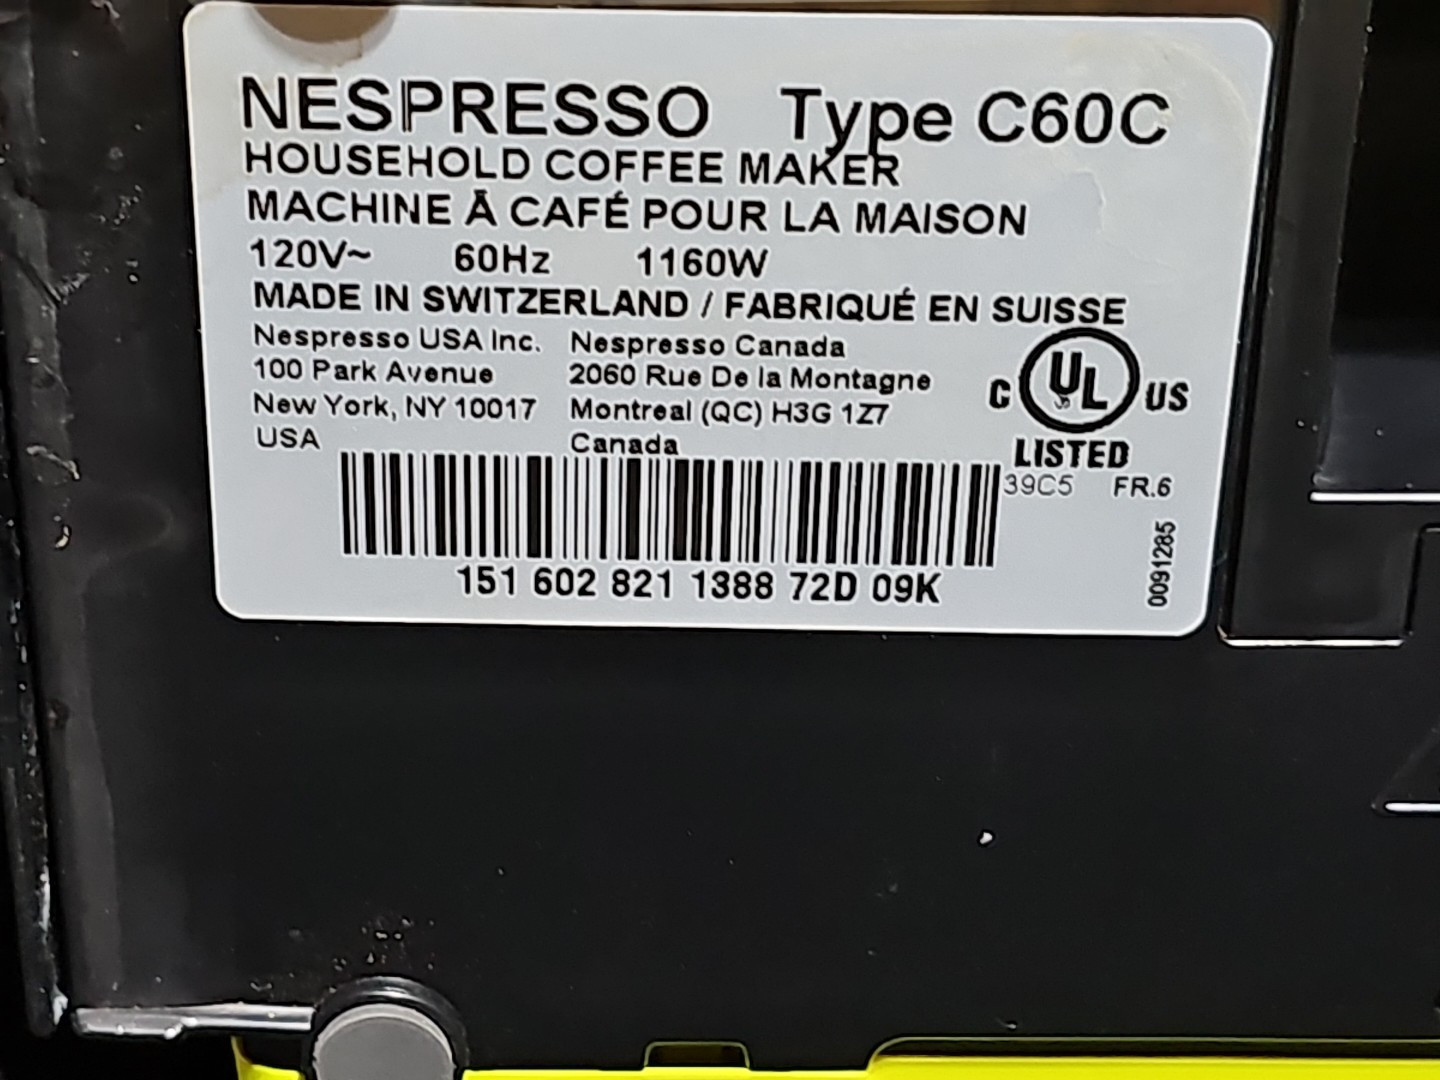 NESPRESSO Type C60C
HOUSEHOLD COFFEE MAKER
MACHINE À CAFÉ POUR LA MAISON
120V~ 60Hz 1160W
MADE IN SWITZERLAND / FABRIQUÉ EN SUISSE
Nespresso USA Inc.
100 Park Avenue
New York, NY 10017
USA
Nespresso Canada
2060 Rue De la Montagne
Montreal (QC) H3G 1Z7
Canada
C UL US
LISTED
39C5 FR.6
151 602 821 1388 72D 09K
0091285